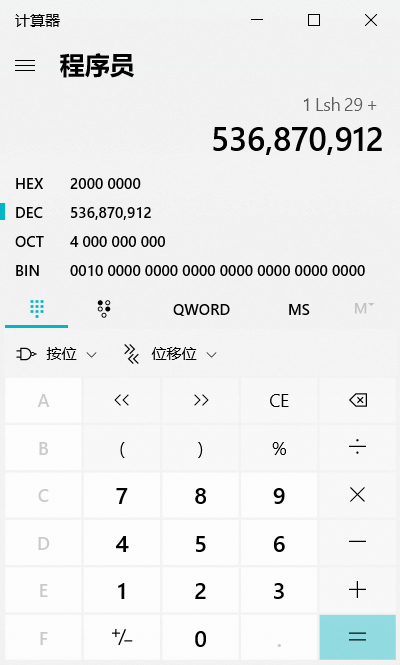 计算器
程序员
1 Lsh 29 +
536,870,912
HEX 2000 0000
DEC 536,870,912
OCT 4 000 000 000
BIN 0010 0000 0000 0000 0000 0000 0000 0000
QWORD MS M
按位 位移位
A << >> CE
B ( ) % ÷
C 7 8 9 ×
D 4 5 6 −
E 1 2 3 +
F +/− 0 . =